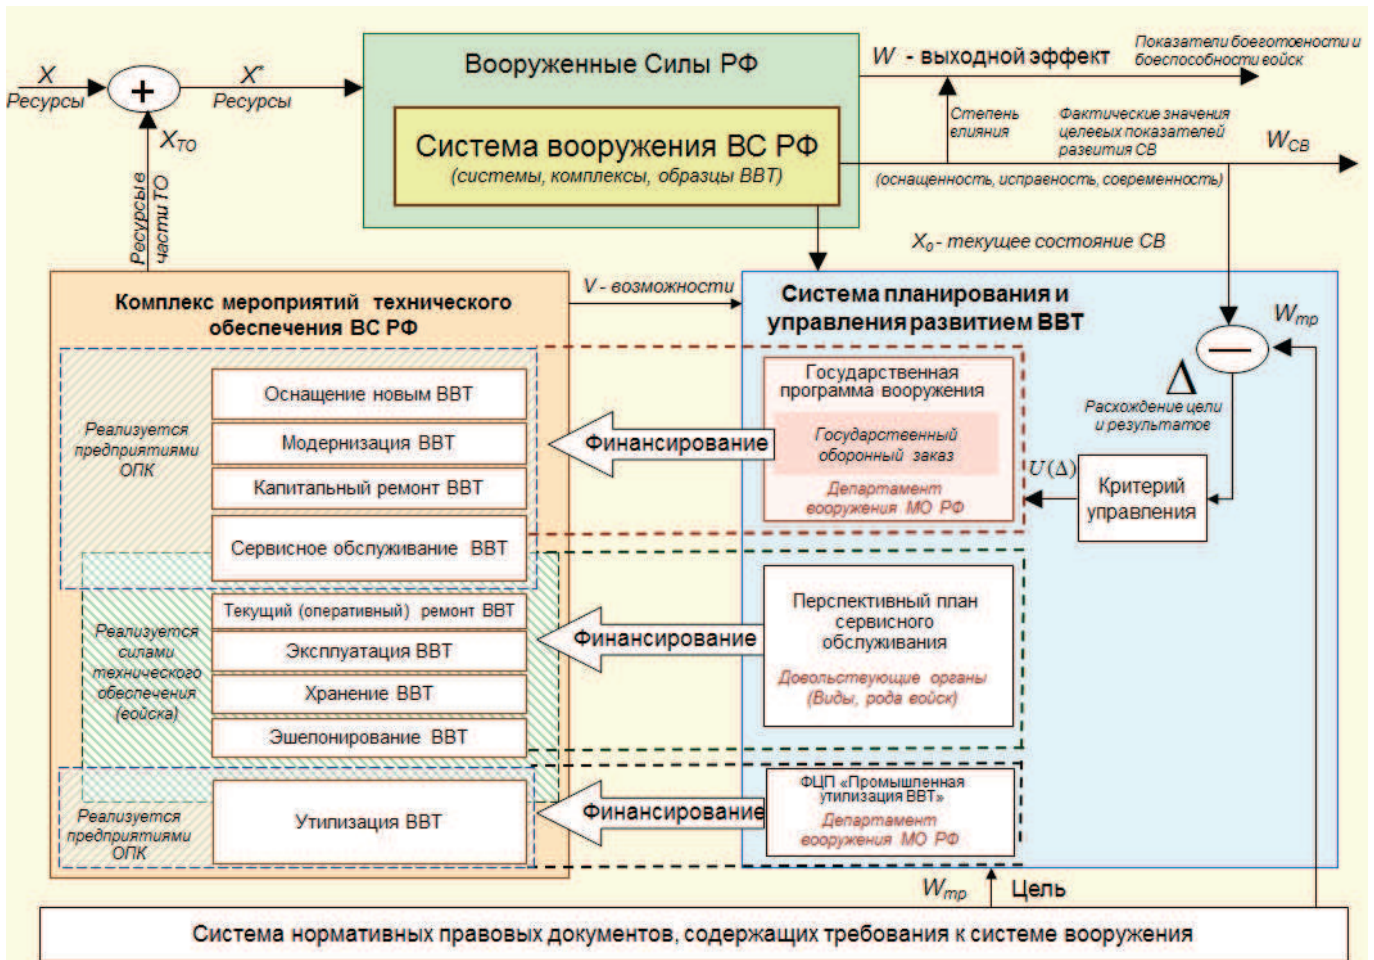 X
Ресурсы
+
X*
Ресурсы
X_ТО
Ресурсы в
части ТО
Вооруженные Силы РФ
Система вооружения ВС РФ
(системы, комплексы, образцы ВВТ)
W - выходной эффект
Показатели боеготовности и
боеспособности войск
Степень
влияния
Фактические значения
целевых показателей
развития СВ
W_СВ
(оснащенность, исправность, современность)
X_0 - текущее состояние СВ
Комплекс мероприятий технического
обеспечения ВС РФ
V - возможности
Система планирования и
управления развитием ВВТ
W_тр
—
Δ
Расхождение цели
и результатов
U(Δ)
Критерий
управления
Реализуется
предприятиями
ОПК
Оснащение новым ВВТ
Модернизация ВВТ
Капитальный ремонт ВВТ
Сервисное обслуживание ВВТ
Финансирование
Государственная
программа вооружения
Государственный
оборонный заказ
Департамент
вооружения МО РФ
Реализуется
силами
технического
обеспечения
(войска)
Текущий (оперативный) ремонт ВВТ
Эксплуатация ВВТ
Хранение ВВТ
Эшелонирование ВВТ
Финансирование
Перспективный план
сервисного
обслуживания
Довольствующие органы
(Виды, рода войск)
Реализуется
предприятиями
ОПК
Утилизация ВВТ
Финансирование
ФЦП «Промышленная
утилизация ВВТ»
Департамент
вооружения МО РФ
W_тр Цель
Система нормативных правовых документов, содержащих требования к системе вооружения